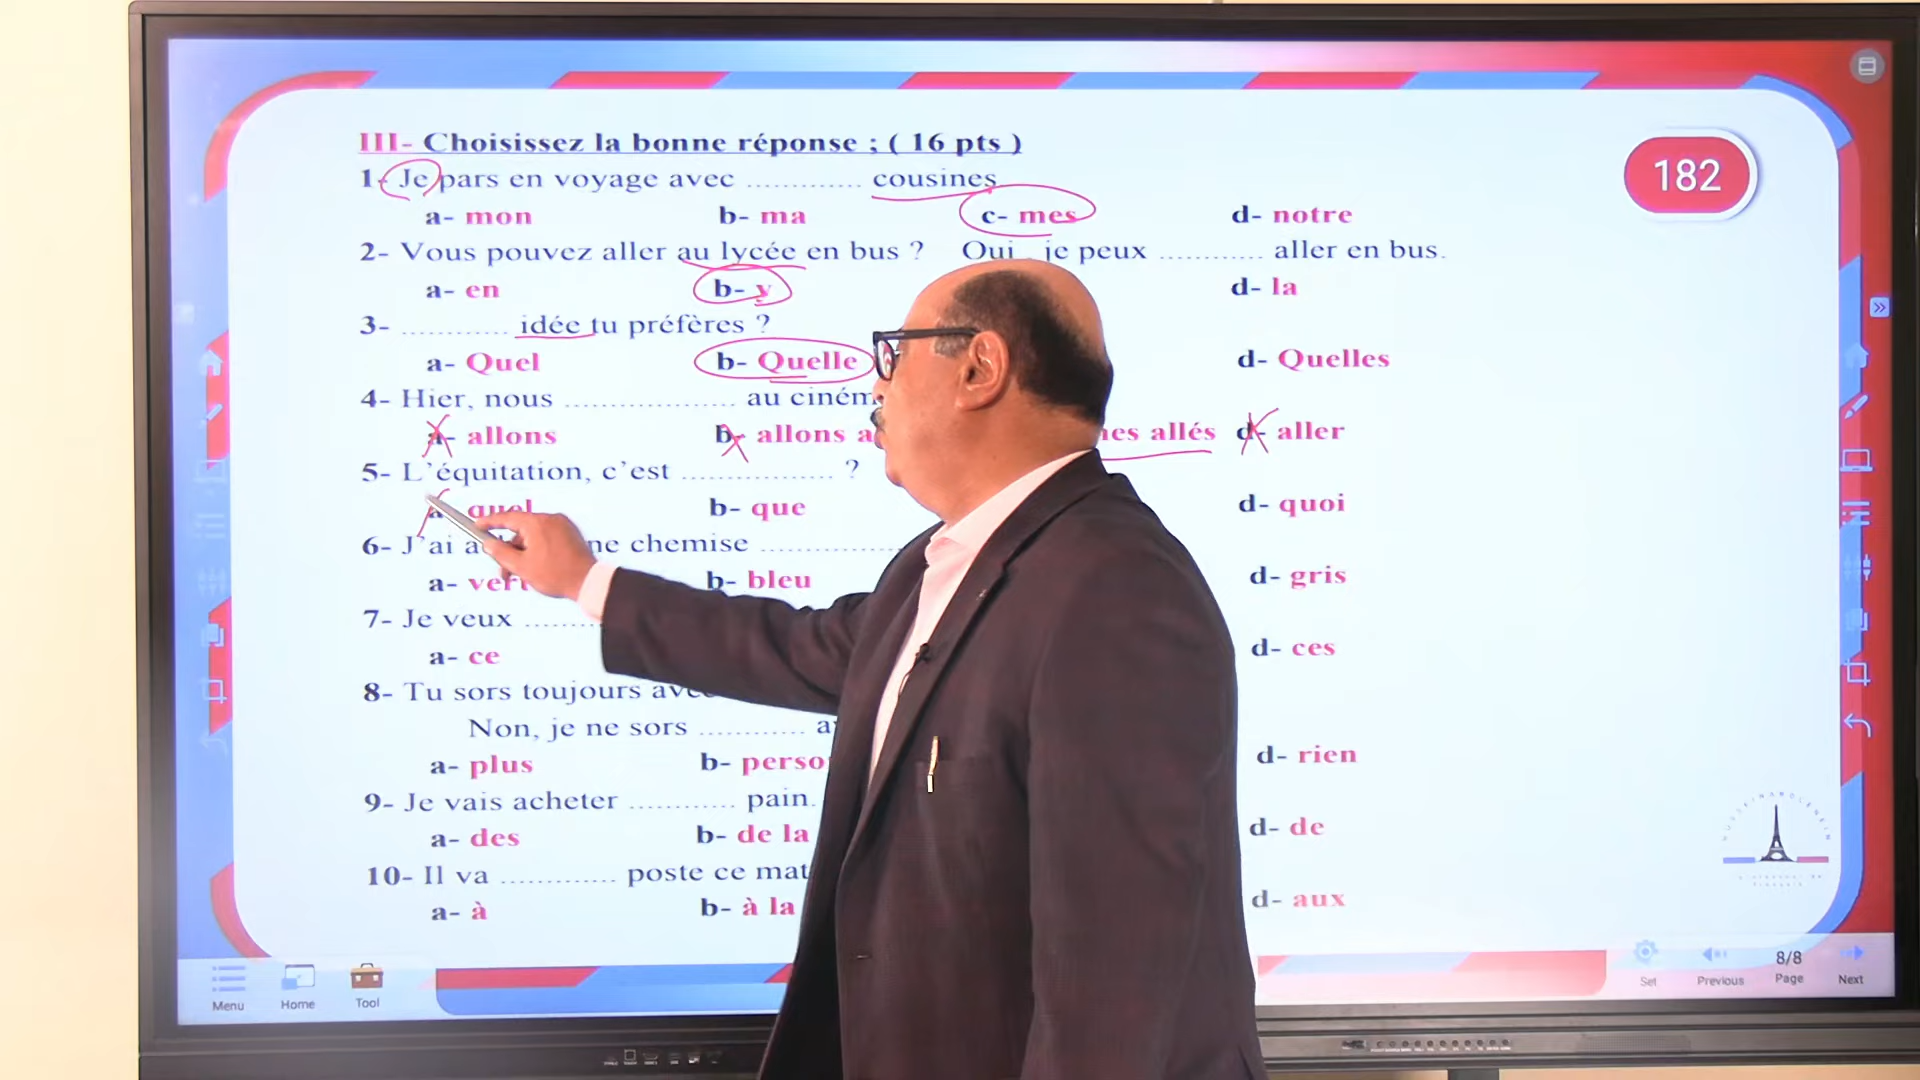 III- Choisissez la bonne réponse ; ( 16 pts )
182
1- Je pars en voyage avec ............ cousines
a- mon b- ma c- mes d- notre
2- Vous pouvez aller au lycée en bus ? Oui, je peux ........... aller en bus.
a- en b- y d- la
3- ........... idée tu préfères ?
a- Quel b- Quelle d- Quelles
4- Hier, nous .................. au
a- allons b- allons allés d- aller
5- L'équitation, c'est ................ ?
a- quel b- que d- quoi
6- J'ai chemise ...............
a- vert b- bleu d- gris
7- Je veux ........
a- ce d- ces
8- Tu sors toujours
Non, je ne sors ...........
a- plus b- d- rien
9- Je vais acheter ........... pain.
a- des b- de la d- de
10- Il va ............ poste ce
a- à b- à la d- aux
Menu Home Tool
Set Previous 8/8 Page Next